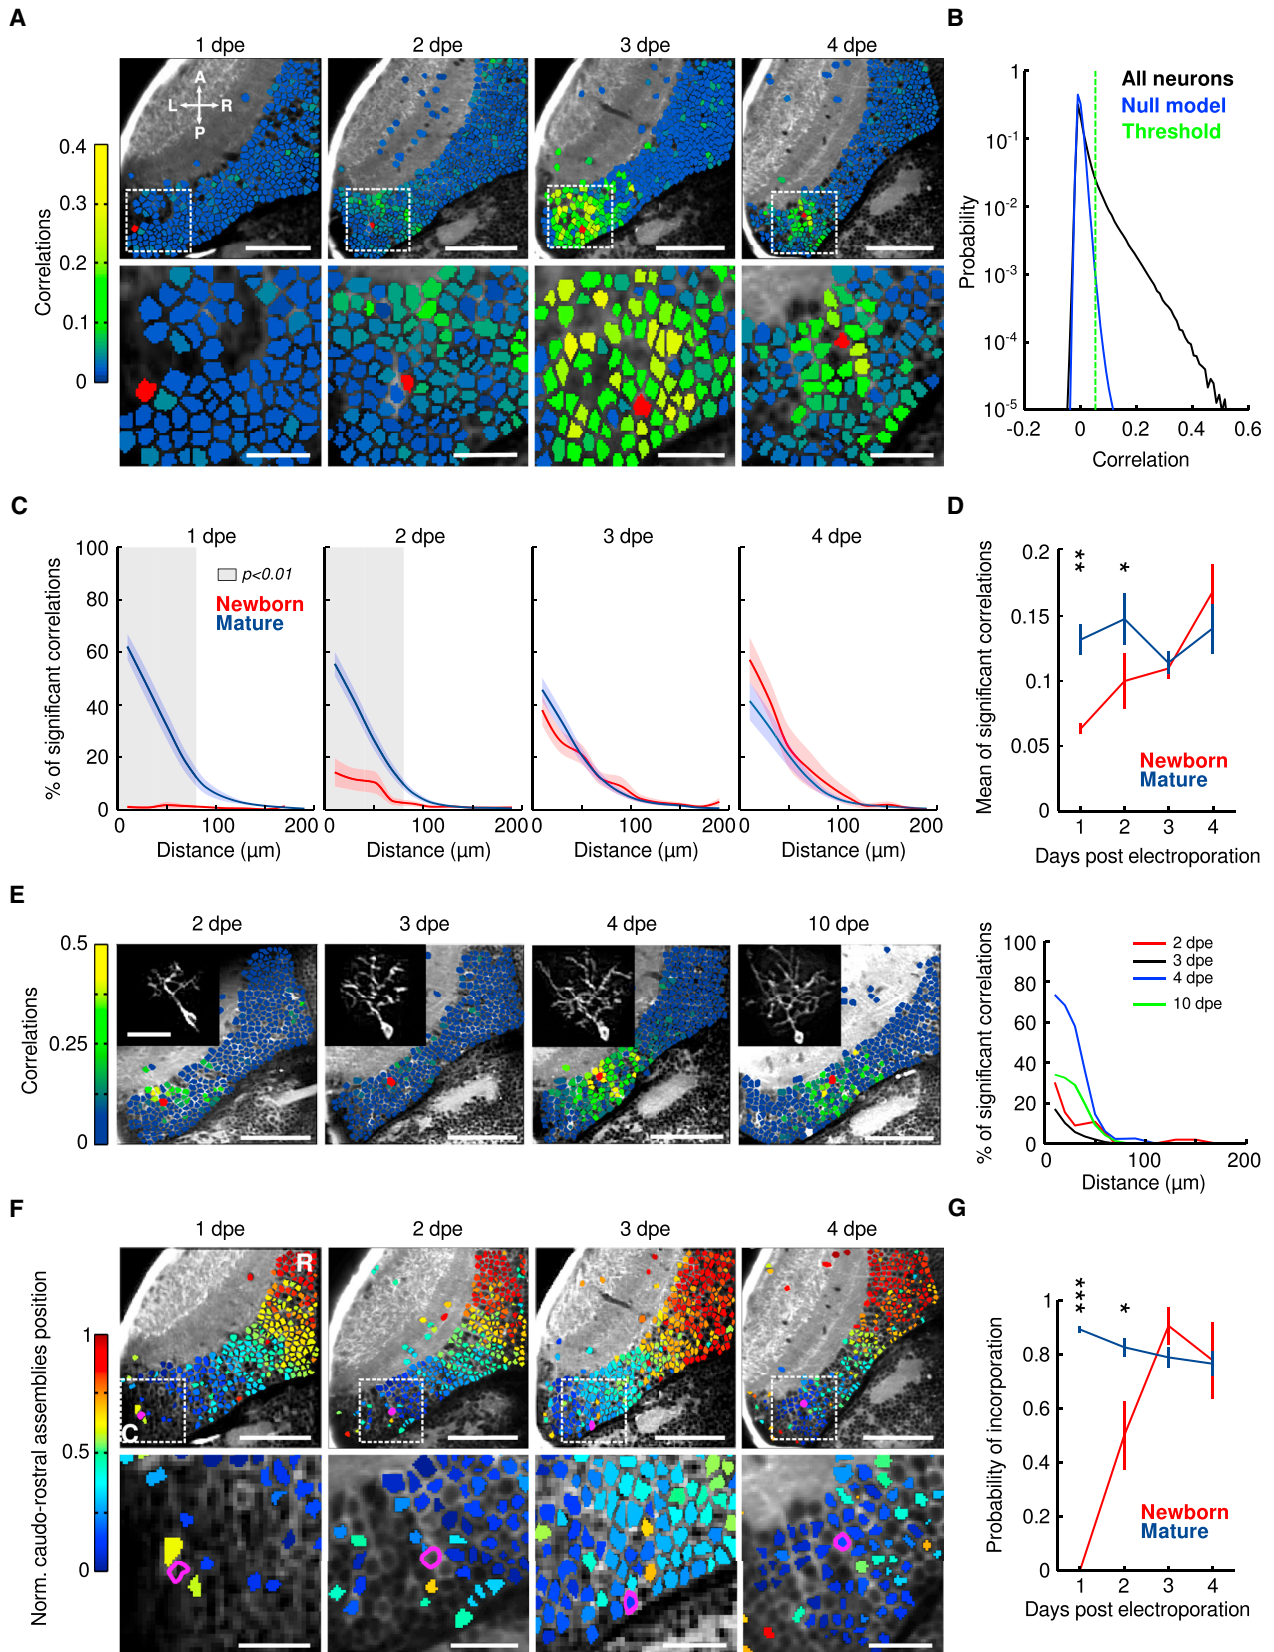 A
1 dpe
2 dpe
3 dpe
4 dpe
A
L R
P
Correlations
0.4
0.3
0.2
0.1
0
B
All neurons
Null model
Threshold
Probability
1
10-1
10-2
10-3
10-4
10-5
-0.2 0 0.2 0.4 0.6
Correlation
C
1 dpe
2 dpe
3 dpe
4 dpe
% of significant correlations
100
80
60
40
20
0
p<0.01
Newborn
Mature
0 200
0 200
0 200
0 200
Distance (µm)
Distance (µm)
Distance (µm)
Distance (µm)
D
Mean of significant correlations
0.2
0.15
0.1
0.05
0
**
*
Newborn
Mature
1 2 3 4
Days post electroporation
E
2 dpe
3 dpe
4 dpe
10 dpe
Correlations
0.5
0.25
0
% of significant correlations
100
80
60
40
20
0
2 dpe
3 dpe
4 dpe
10 dpe
0 100 200
Distance (µm)
F
1 dpe
2 dpe
3 dpe
4 dpe
Norm. caudo-rostral assemblies position
1
0.5
0
R
C
G
Probability of incorporation
1
0.8
0.6
0.4
0.2
0
***
*
Newborn
Mature
1 2 3 4
Days post electroporation